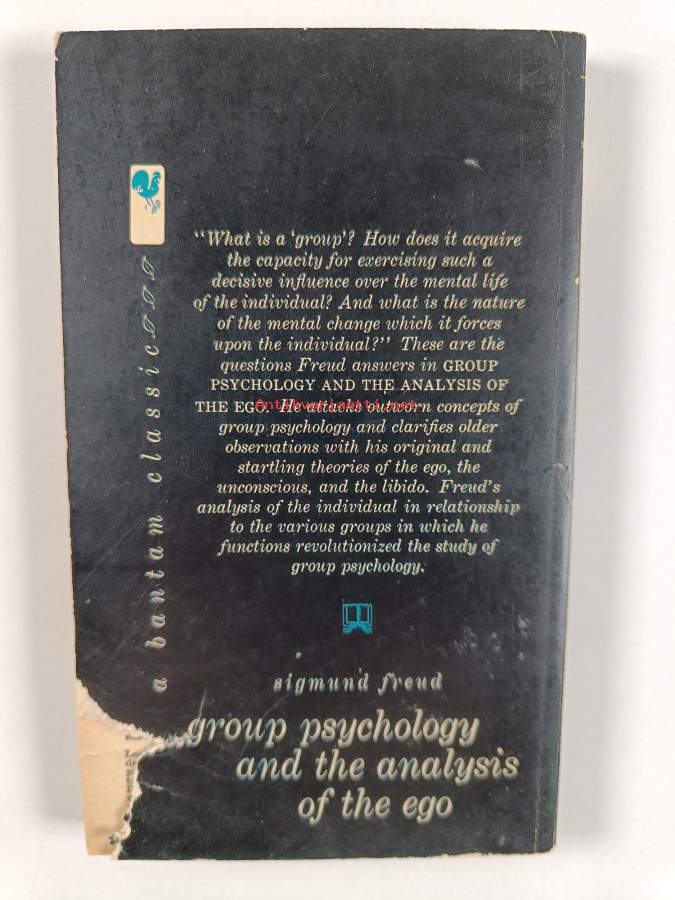 a bantam classic
"What is a 'group'? How does it acquire
the capacity for exercising such a
decisive influence over the mental life
of the individual? And what is the nature
of the mental change which it forces
upon the individual?" These are the
questions Freud answers in GROUP
PSYCHOLOGY AND THE ANALYSIS OF
THE EGO. He attacks outworn concepts of
group psychology and clarifies older
observations with his original and
startling theories of the ego, the
unconscious, and the libido. Freud's
analysis of the individual in relationship
to the various groups in which he
functions revolutionized the study of
group psychology.
sigmund freud
group psychology
and the analysis
of the ego